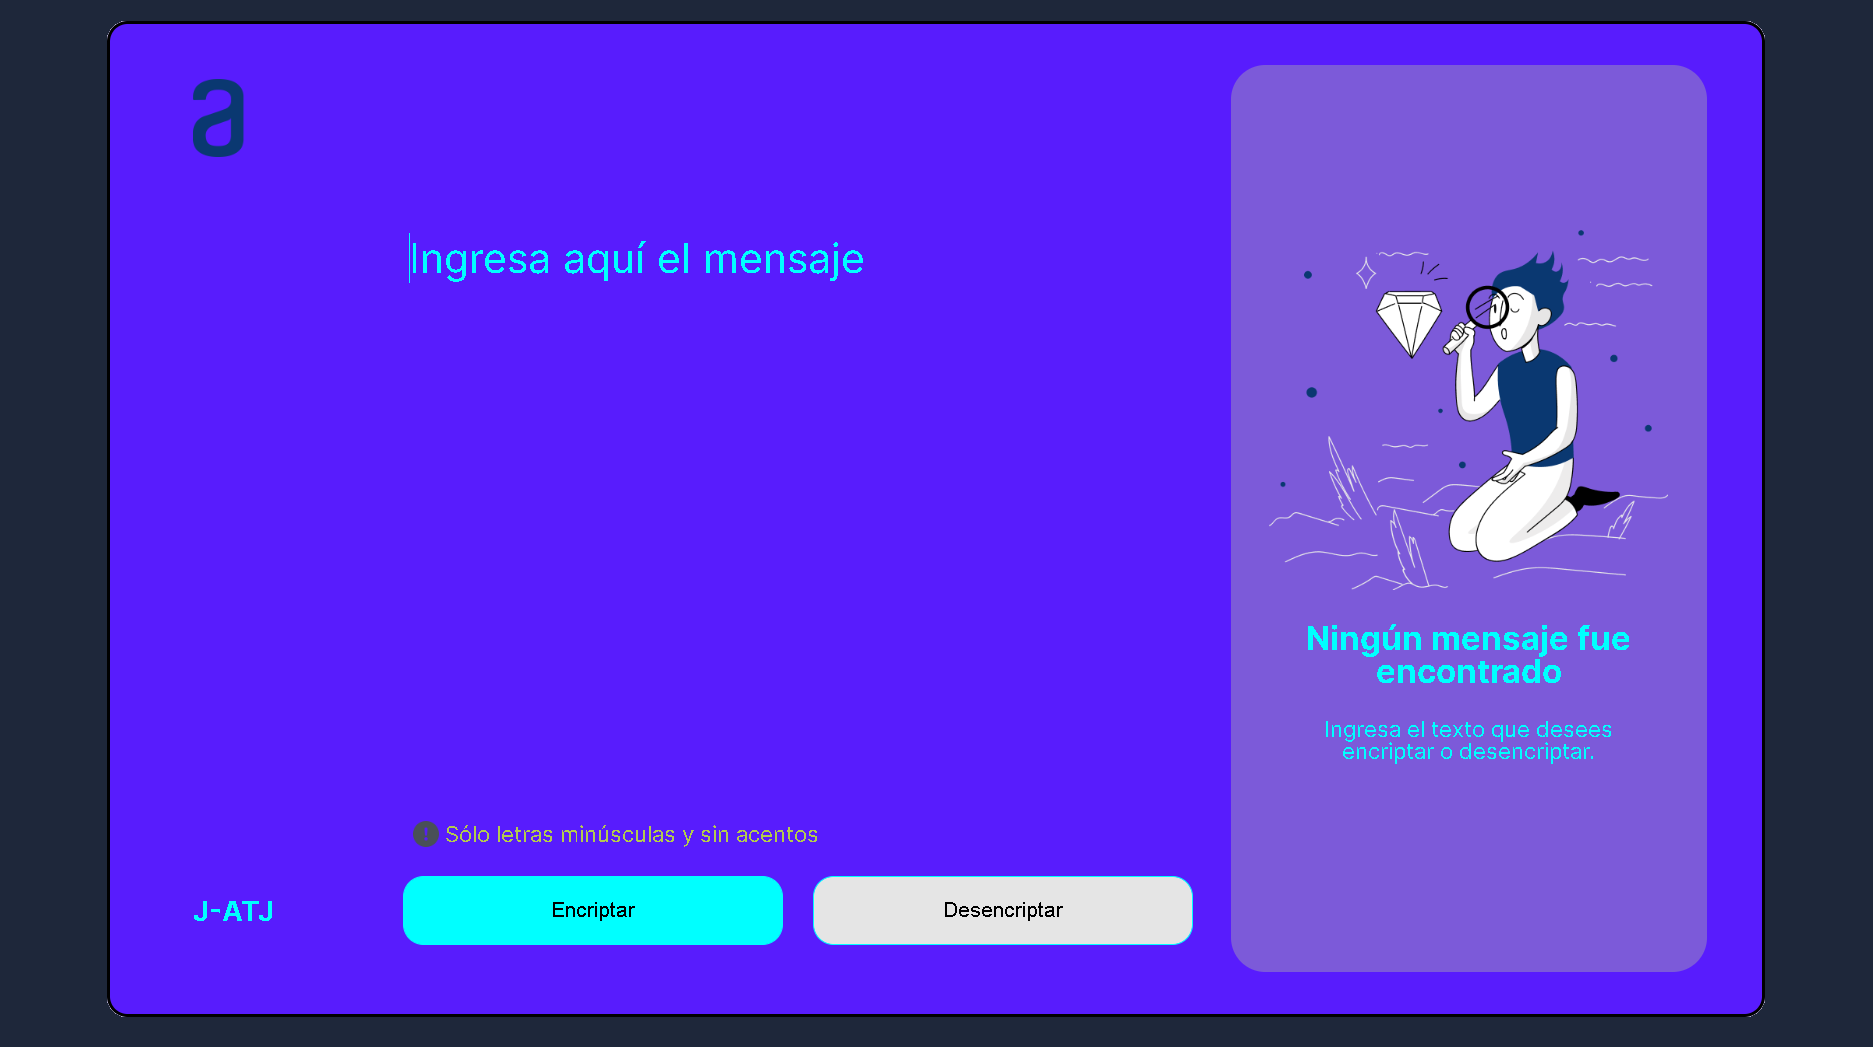 a
Ingresa aquí el mensaje
Sólo letras minúsculas y sin acentos
J-ATJ
Encriptar
Desencriptar
Ningún mensaje fue
encontrado
Ingresa el texto que desees
encriptar o desencriptar.